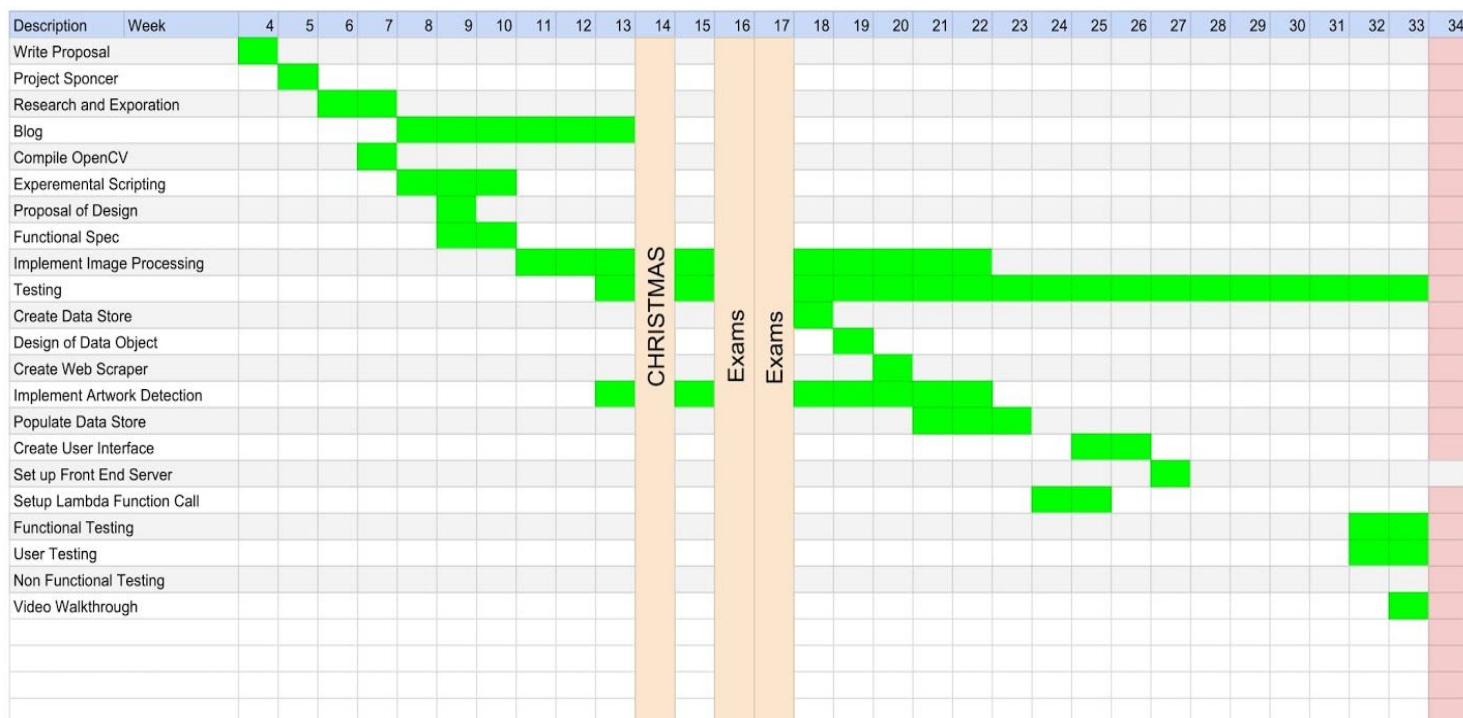 Description Week 4 5 6 7 8 9 10 11 12 13 14 15 16 17 18 19 20 21 22 23 24 25 26 27 28 29 30 31 32 33 34
Write Proposal
Project Sponcer
Research and Exporation
Blog
Compile OpenCV
Experemental Scripting
Proposal of Design
Functional Spec
Implement Image Processing
Testing
Create Data Store
Design of Data Object
Create Web Scraper
Implement Artwork Detection
Populate Data Store
Create User Interface
Set up Front End Server
Setup Lambda Function Call
Functional Testing
User Testing
Non Functional Testing
Video Walkthrough
CHRISTMAS
Exams
Exams